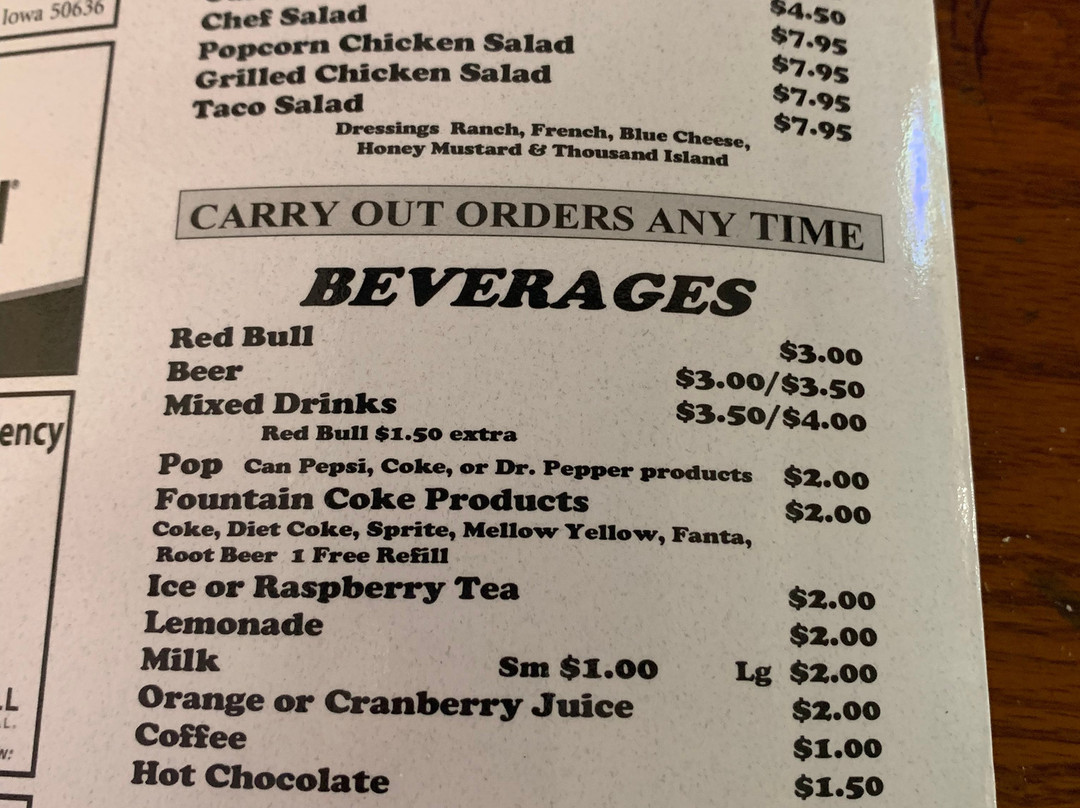 Iowa 50636
$4.50
Chef Salad $7.95
Popcorn Chicken Salad $7.95
Grilled Chicken Salad $7.95
Taco Salad $7.95
Dressings Ranch, French, Blue Cheese,
Honey Mustard & Thousand Island
CARRY OUT ORDERS ANY TIME
BEVERAGES
Red Bull $3.00
Beer $3.00/$3.50
Mixed Drinks $3.50/$4.00
Red Bull $1.50 extra
Pop Can Pepsi, Coke, or Dr. Pepper products $2.00
Fountain Coke Products $2.00
Coke, Diet Coke, Sprite, Mellow Yellow, Fanta,
Root Beer 1 Free Refill
Ice or Raspberry Tea $2.00
Lemonade $2.00
Milk Sm $1.00 Lg $2.00
Orange or Cranberry Juice $2.00
Coffee $1.00
Hot Chocolate $1.50
ency